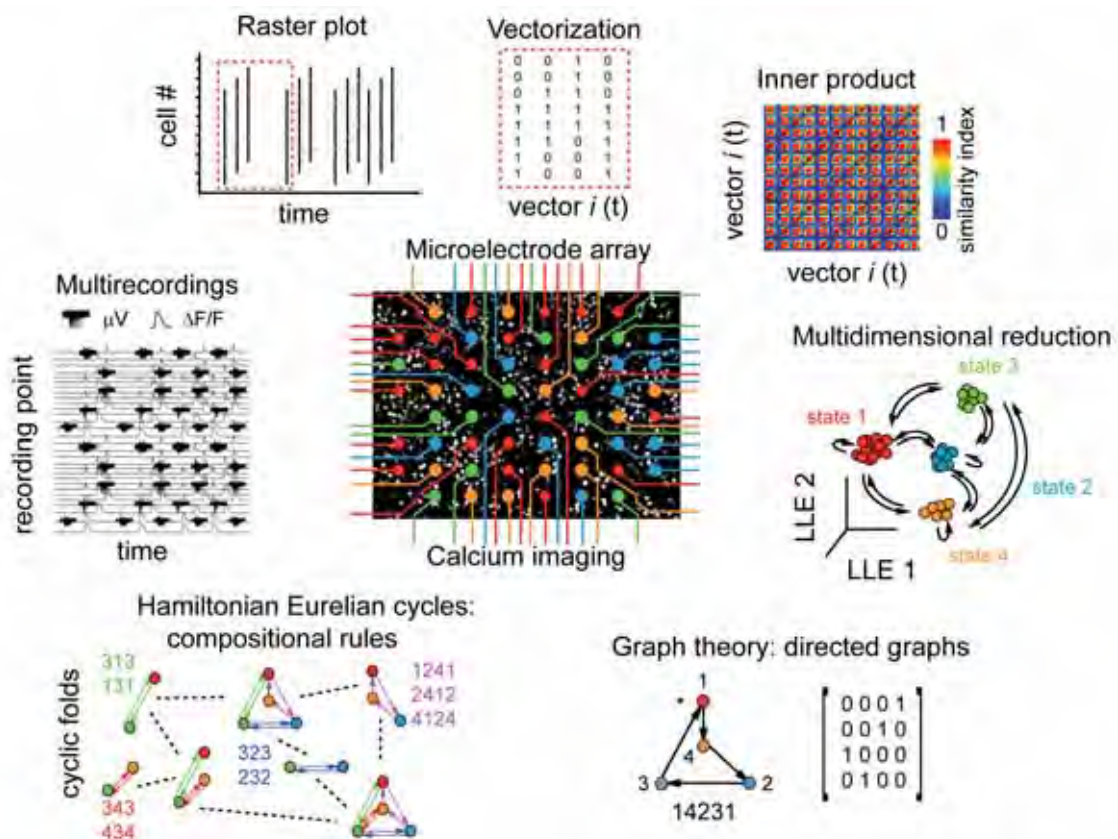 Raster plot
cell #
time
Vectorization
0 0 1 0
0 0 1 0
0 1 1 0
1 1 1 1
1 1 1 1
1 1 0 1
1 0 0 1
1 0 0 1
vector i (t)
Inner product
vector i (t)
1
0
similarity index
vector i (t)
Multirecordings
μV
ΔF/F
recording point
time
Microelectrode array
Calcium imaging
Multidimensional reduction
state 3
state 1
state 2
state 4
LLE 2
LLE 1
Hamiltonian Eurelian cycles:
compositional rules
cyclic folds
313
131
1241
2412
4124
323
232
343
434
Graph theory: directed graphs
1
4
3
2
14231
0 0 0 1
0 0 1 0
1 0 0 0
0 1 0 0